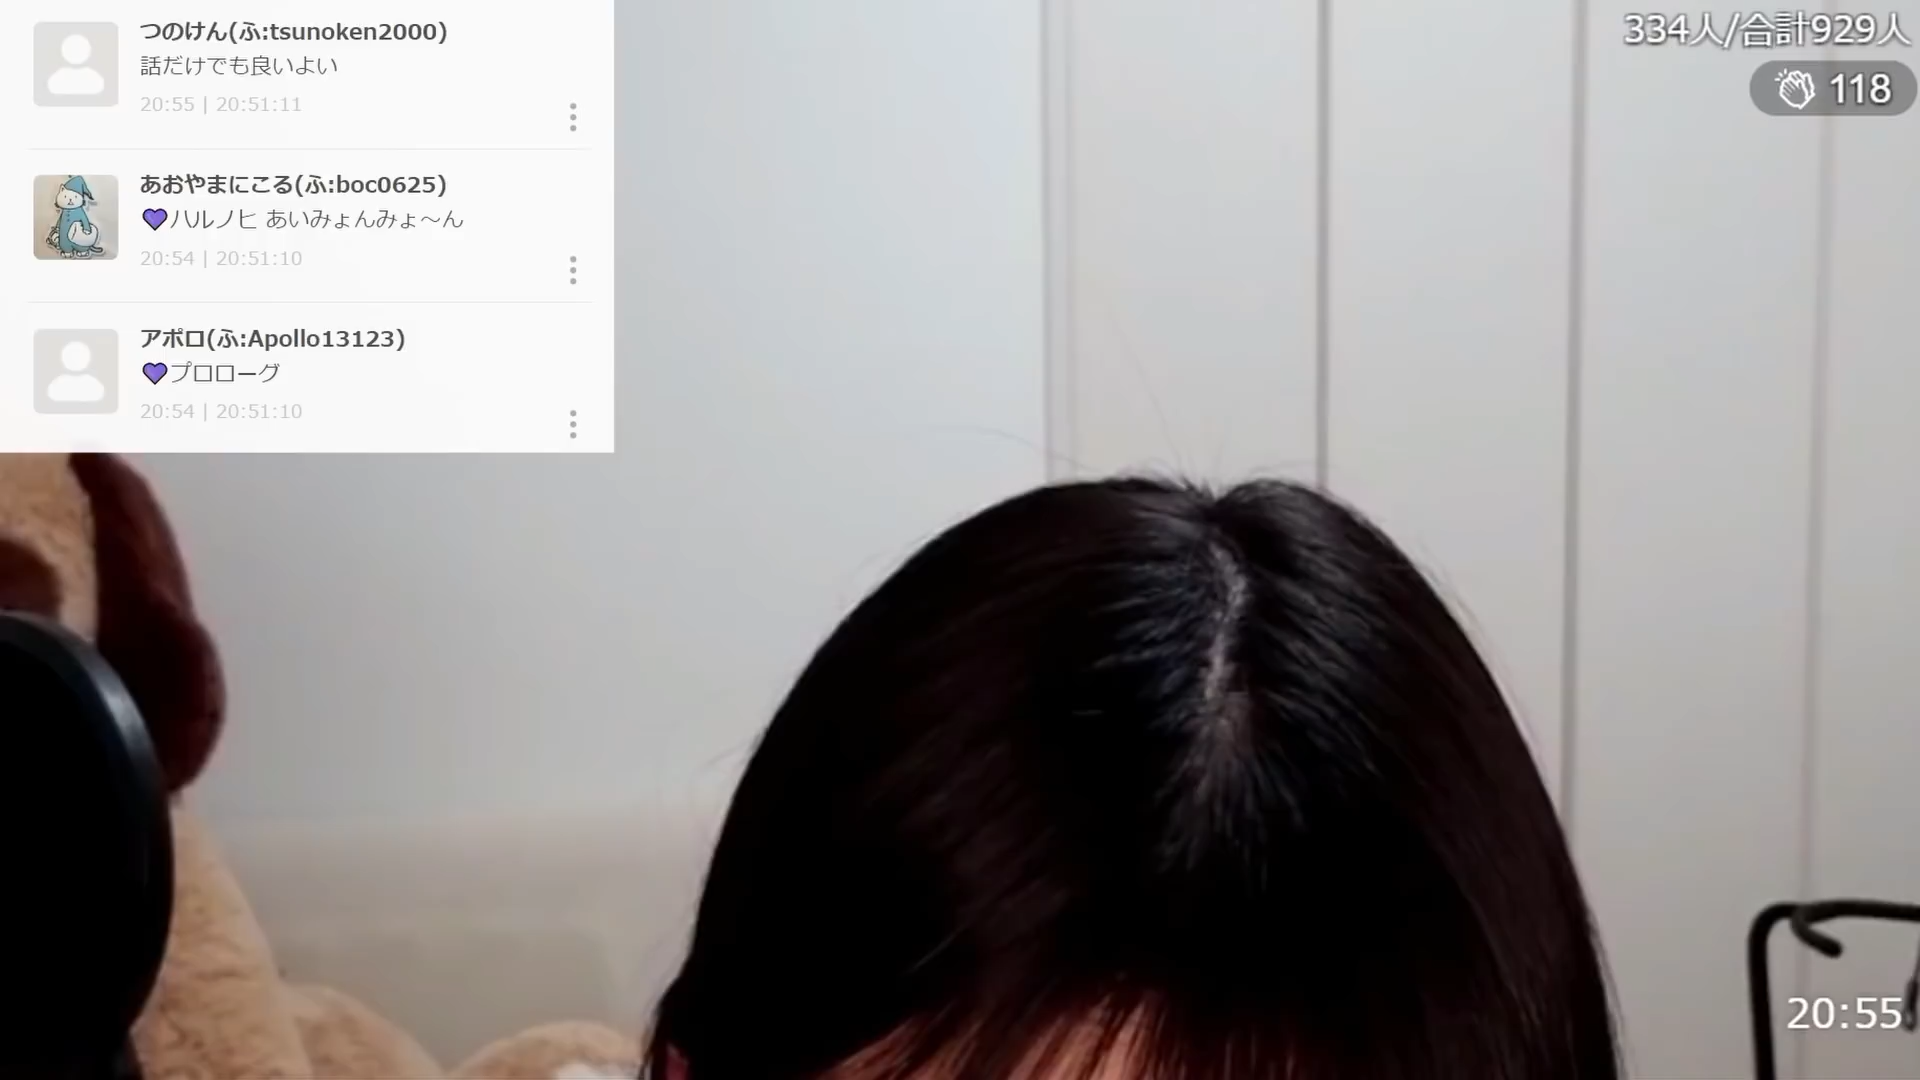 つのけん(ふ:tsunoken2000)
話だけでも良いよい
20:55 | 20:51:11
あおやまにこる(ふ:boc0625)
💜ハルノヒ あいみょんみょ～ん
20:54 | 20:51:10
アポロ(ふ:Apollo13123)
💜プロローグ
20:54 | 20:51:10
334人/合計929人
118
20:55